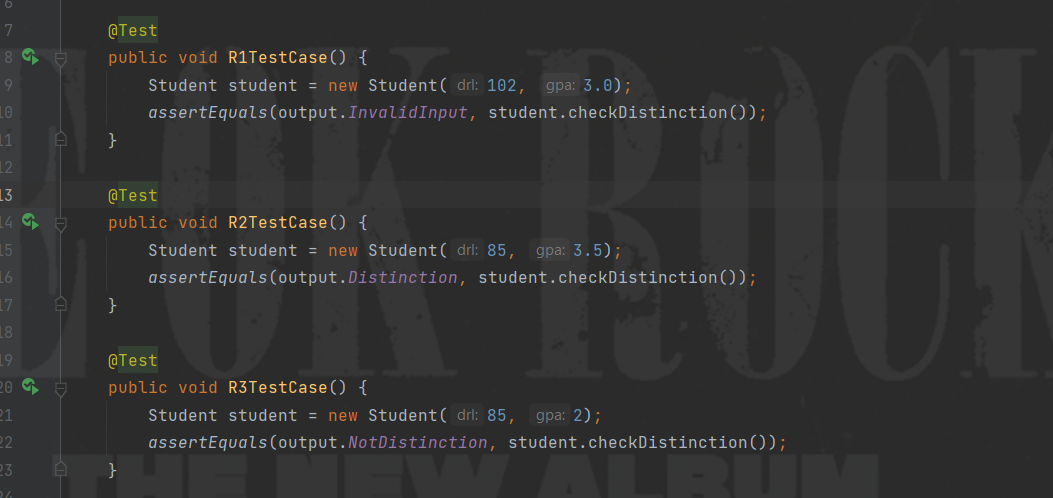 6
7 @Test
8 public void R1TestCase() {
9 Student student = new Student( drl: 102, gpa: 3.0);
10 assertEquals(output.InvalidInput, student.checkDistinction());
11 }
12
13 @Test
14 public void R2TestCase() {
15 Student student = new Student( drl: 85, gpa: 3.5);
16 assertEquals(output.Distinction, student.checkDistinction());
17 }
18
19 @Test
20 public void R3TestCase() {
21 Student student = new Student( drl: 85, gpa: 2);
22 assertEquals(output.NotDistinction, student.checkDistinction());
23 }
24
E OK ROCK
THE NEW ALBUM